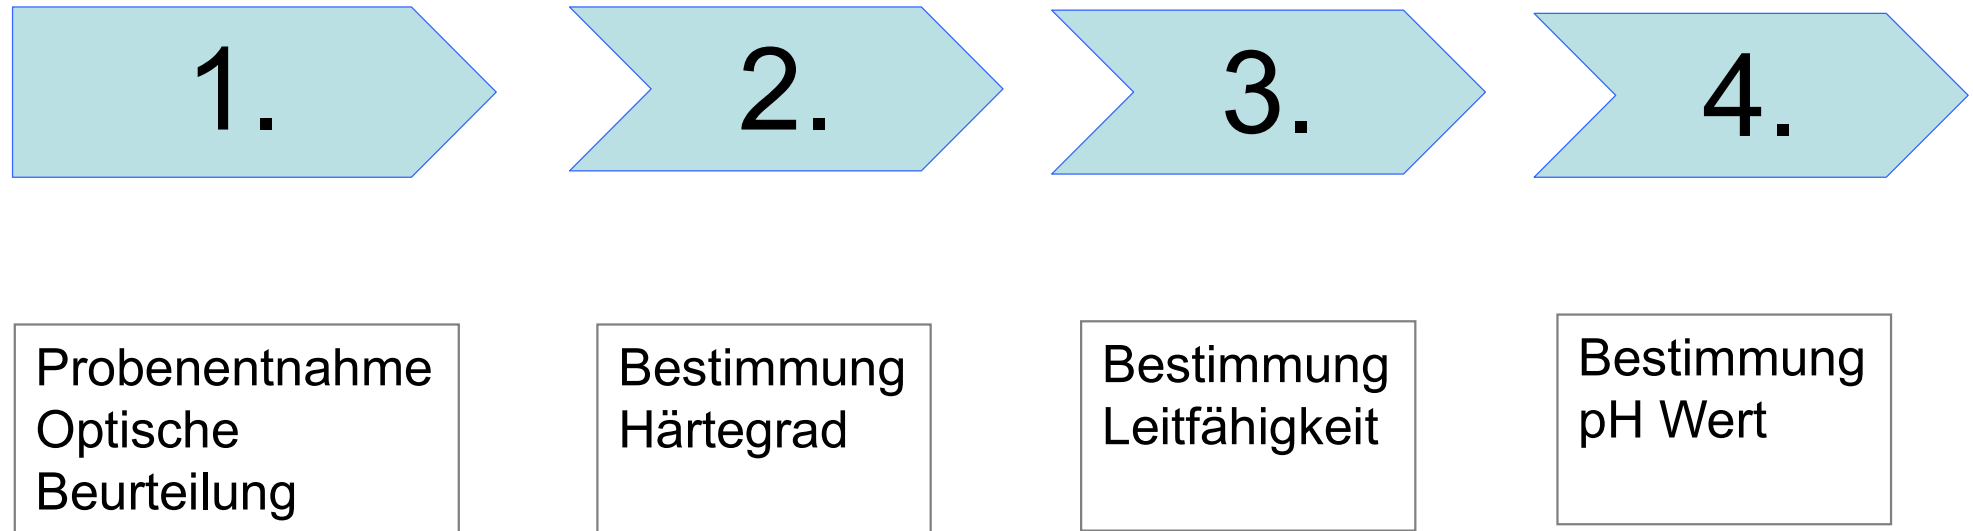 1.
2.
3.
4.
Probenentnahme
Optische
Beurteilung
Bestimmung
Härtegrad
Bestimmung
Leitfähigkeit
Bestimmung
pH Wert